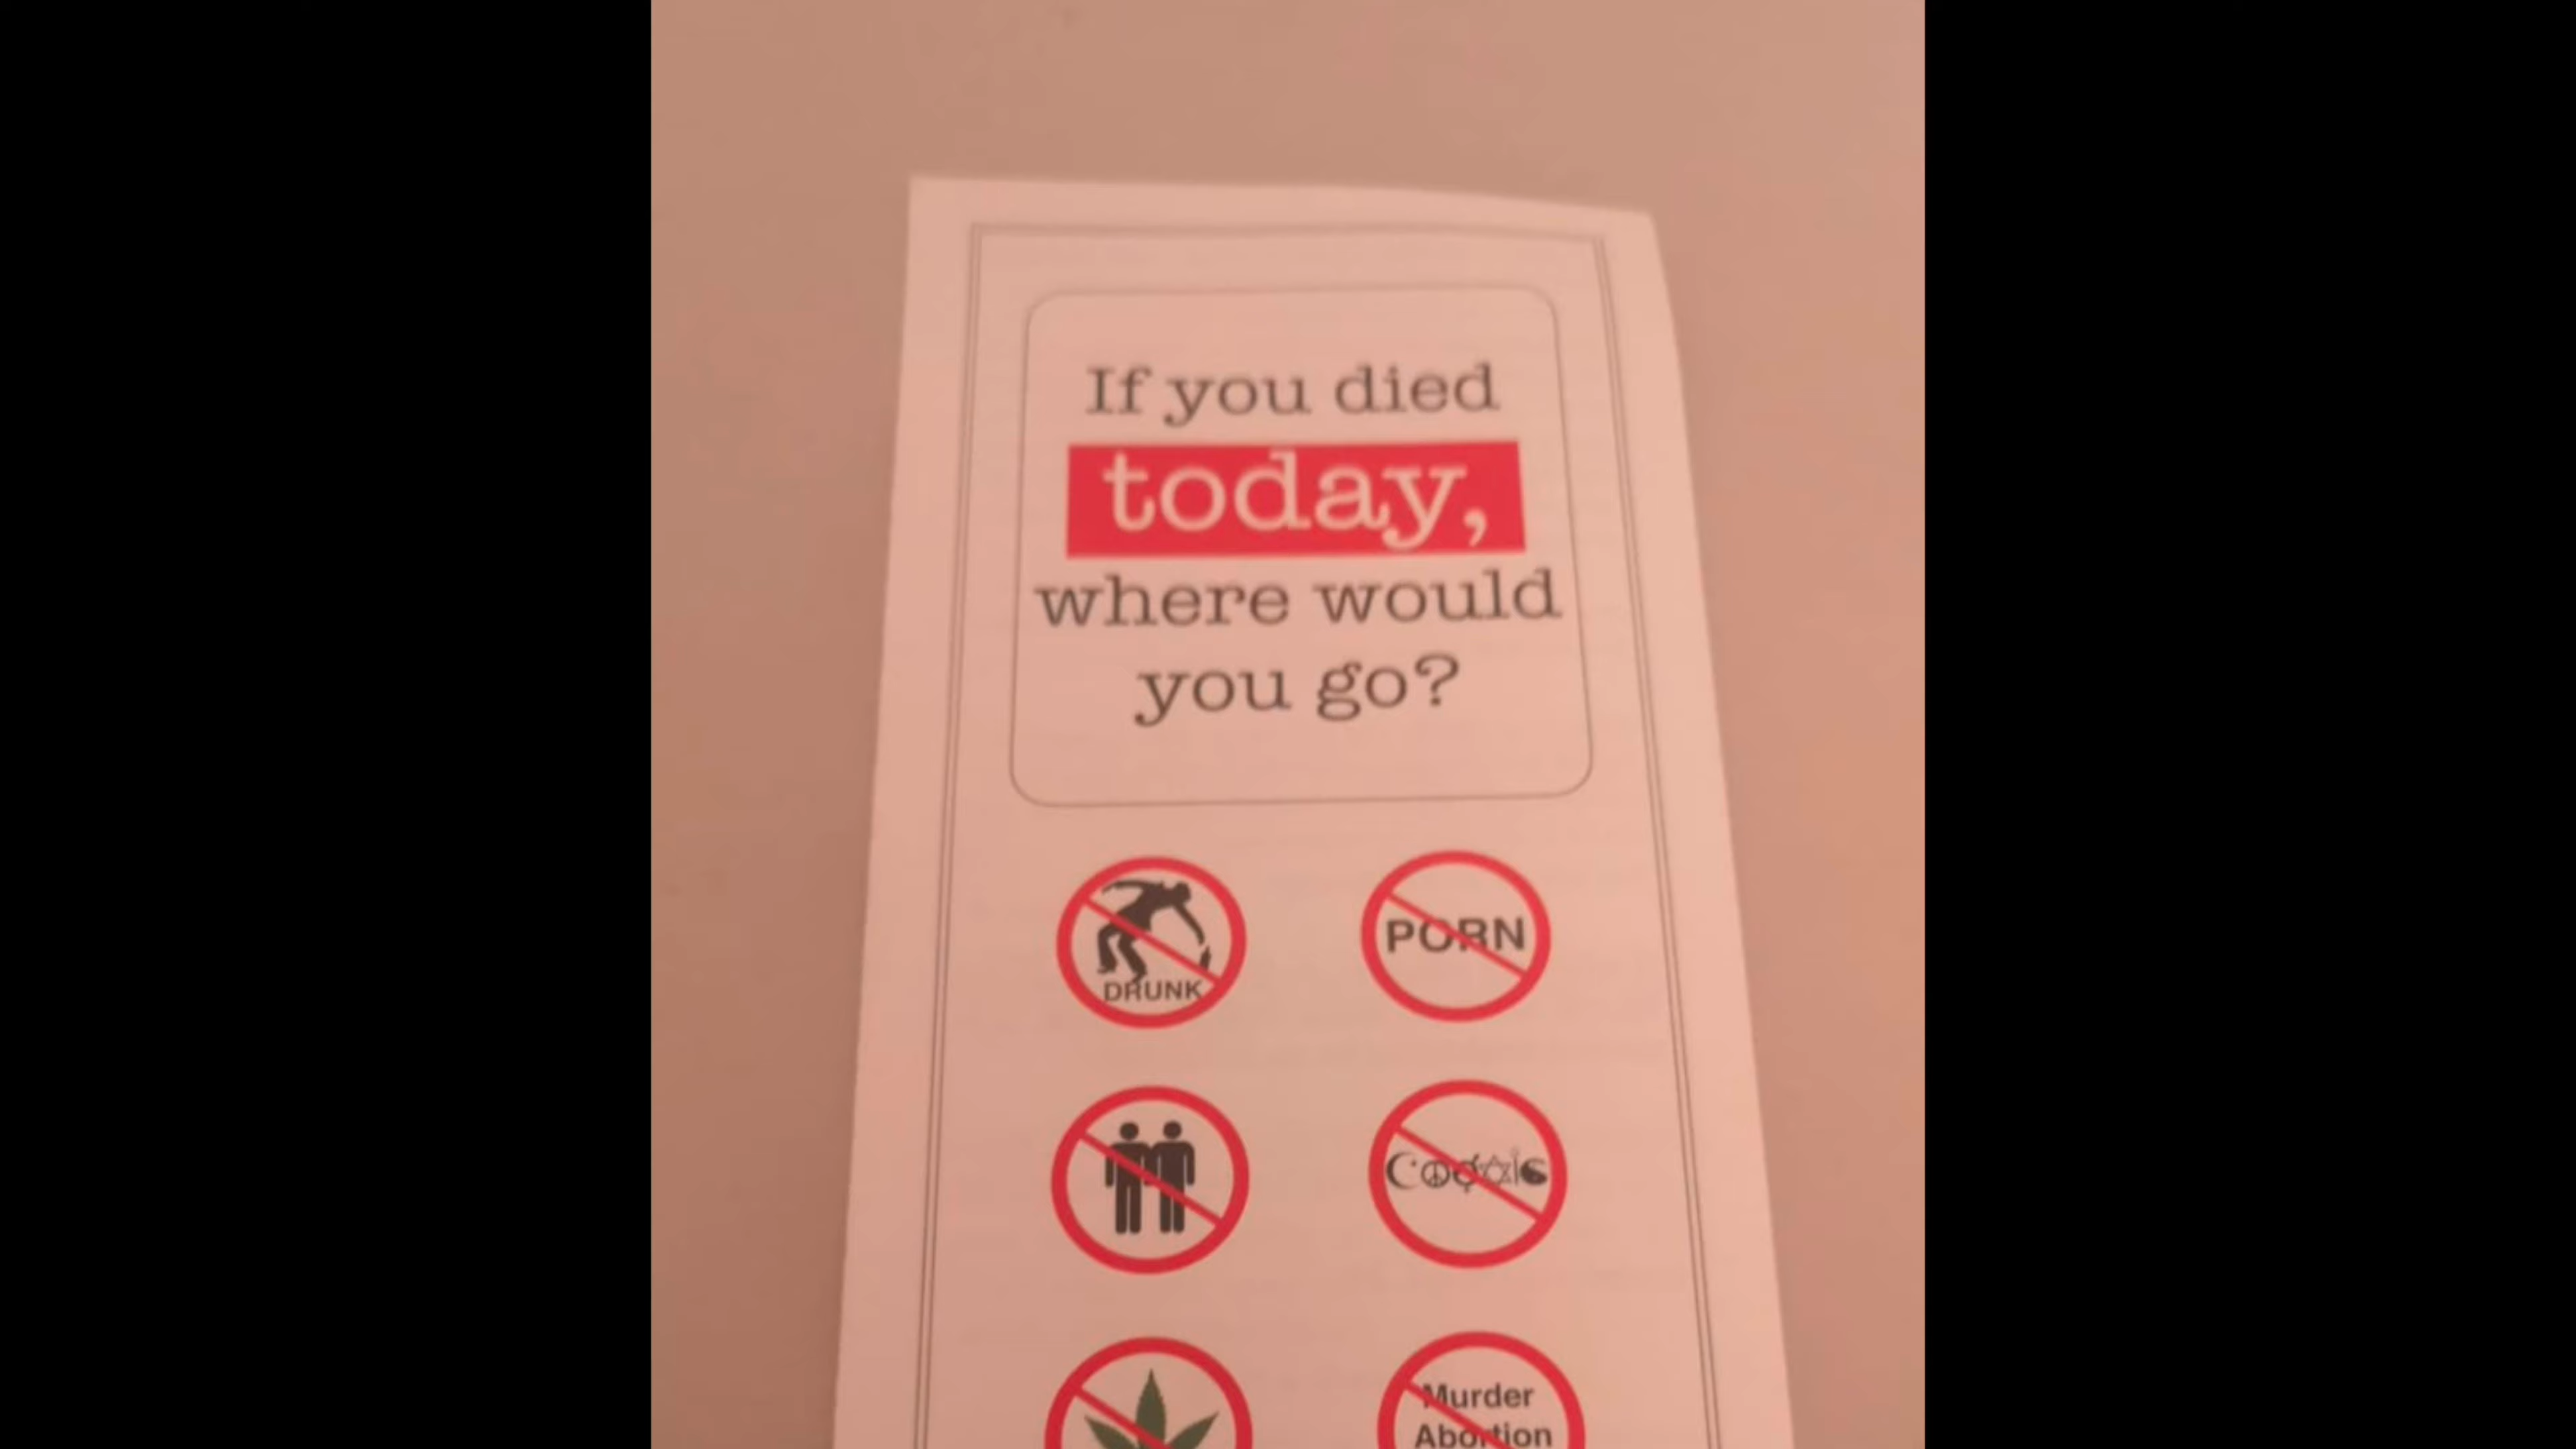 If you died
today,
where would
you go?
DRUNK
PORN
Murder
Abortion